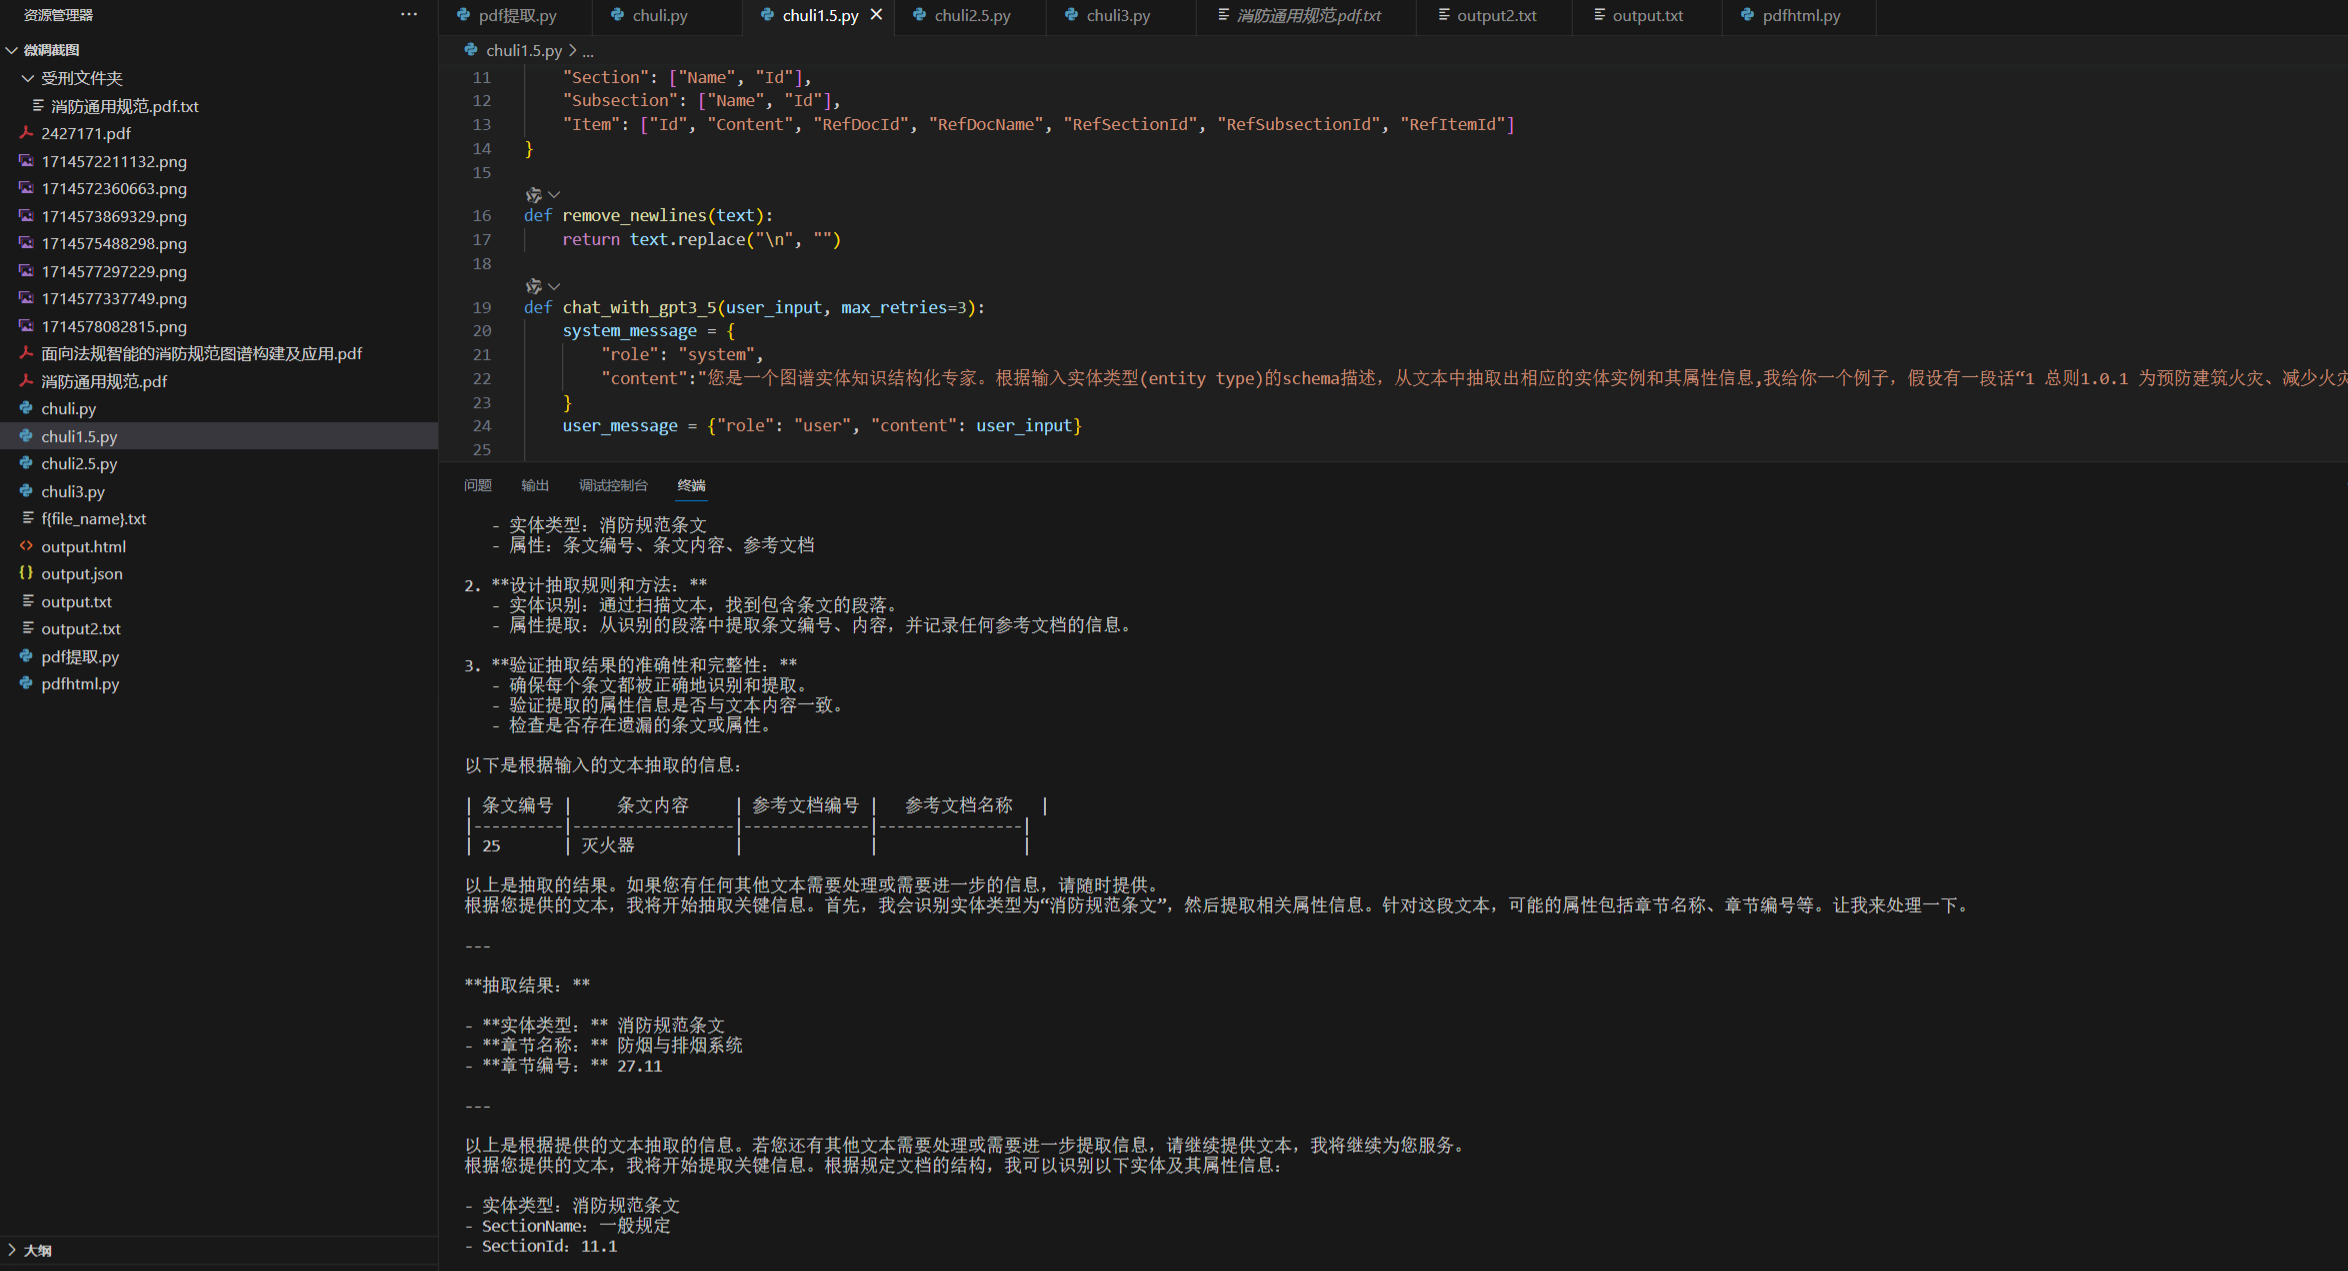 资源管理器
微调截图
受刑文件夹
消防通用规范.pdf.txt
2427171.pdf
1714572211132.png
1714572360663.png
1714573869329.png
1714575488298.png
1714577297229.png
1714577337749.png
1714578082815.png
面向法规智能的消防规范图谱构建及应用.pdf
消防通用规范.pdf
chuli.py
chuli1.5.py
chuli2.5.py
chuli3.py
f{file_name}.txt
output.html
output.json
output.txt
output2.txt
pdf提取.py
pdfhtml.py
大纲
pdf提取.py chuli.py chuli1.5.py chuli2.5.py chuli3.py 消防通用规范.pdf.txt output2.txt output.txt pdfhtml.py
chuli1.5.py > ...
11 "Section": ["Name", "Id"],
12 "Subsection": ["Name", "Id"],
13 "Item": ["Id", "Content", "RefDocId", "RefDocName", "RefSectionId", "RefSubsectionId", "RefItemId"]
14 }
15
16 def remove_newlines(text):
17 return text.replace("\n", "")
18
19 def chat_with_gpt3_5(user_input, max_retries=3):
20 system_message = {
21 "role": "system",
22 "content":"您是一个图谱实体知识结构化专家。根据输入实体类型(entity type)的schema描述，从文本中抽取出相应的实体实例和其属性信息,我给你一个例子，假设有一段话“1 总则1.0.1 为预防建筑火灾、减少火灾
23 }
24 user_message = {"role": "user", "content": user_input}
25
问题 输出 调试控制台 终端
- 实体类型：消防规范条文
- 属性：条文编号、条文内容、参考文档
2. **设计抽取规则和方法：**
- 实体识别：通过扫描文本，找到包含条文的段落。
- 属性提取：从识别的段落中提取条文编号、内容，并记录任何参考文档的信息。
3. **验证抽取结果的准确性和完整性：**
- 确保每个条文都被正确地识别和提取。
- 验证提取的属性信息是否与文本内容一致。
- 检查是否存在遗漏的条文或属性。
以下是根据输入的文本抽取的信息：
| 条文编号 | 条文内容 | 参考文档编号 | 参考文档名称 |
|----------|------------------|--------------|----------------|
| 25 | 灭火器 | | |
以上是抽取的结果。如果您有任何其他文本需要处理或需要进一步的信息，请随时提供。
根据您提供的文本，我将开始抽取关键信息。首先，我会识别实体类型为“消防规范条文”，然后提取相关属性信息。针对这段文本，可能的属性包括章节名称、章节编号等。让我来处理一下。
---
**抽取结果：**
- **实体类型：** 消防规范条文
- **章节名称：** 防烟与排烟系统
- **章节编号：** 27.11
---
以上是根据提供的文本抽取的信息。若您还有其他文本需要处理或需要进一步提取信息，请继续提供文本，我将继续为您服务。
根据您提供的文本，我将开始提取关键信息。根据规定文档的结构，我可以识别以下实体及其属性信息：
- 实体类型：消防规范条文
- SectionName：一般规定
- SectionId：11.1